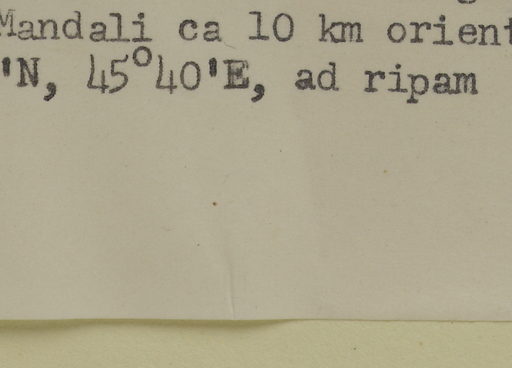 Mandali ca 10 km orient
'N, 45°40'E, ad ripam